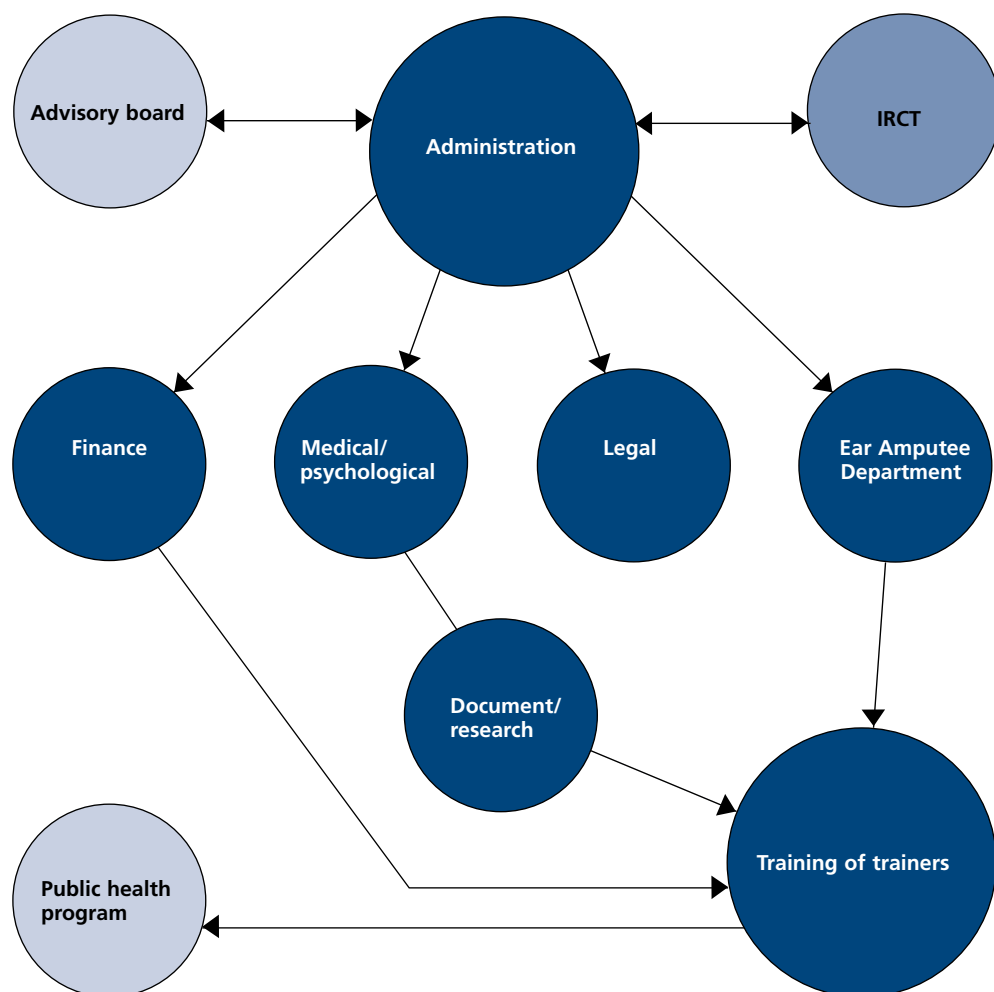 Advisory board
Administration
IRCT
Finance
Medical/
psychological
Legal
Ear Amputee
Department
Document/
research
Training of trainers
Public health
program